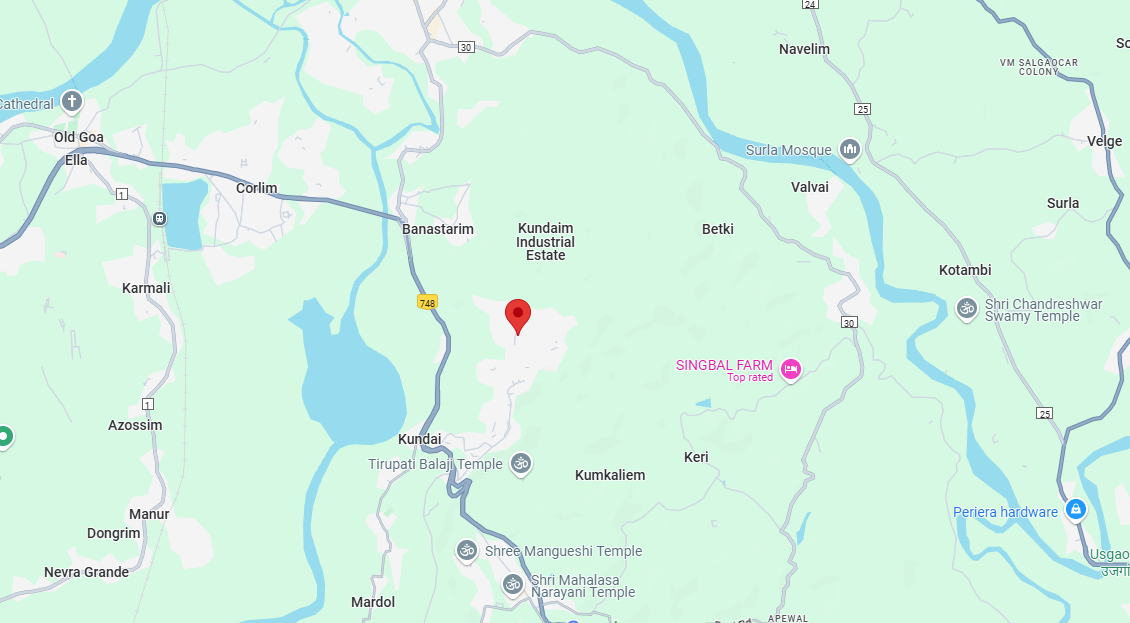 24
30
Navelim
VM SALGAOCAR
COLONY
Cathedral
25
Old Goa
Ella
Velge
Surla Mosque
Corlim
1
Valvai
Surla
Banastarim
Kundaim
Industrial
Estate
Betki
Kotambi
Karmali
748
Shri Chandreshwar
Swamy Temple
30
SINGBAL FARM
Top rated
1
25
Azossim
Kundai
Tirupati Balaji Temple
Keri
Kumkaliem
Manur
Periera hardware
Dongrim
Shree Mangueshi Temple
Usgao
Nevra Grande
Shri Mahalasa
Narayani Temple
Mardol
APEWAL